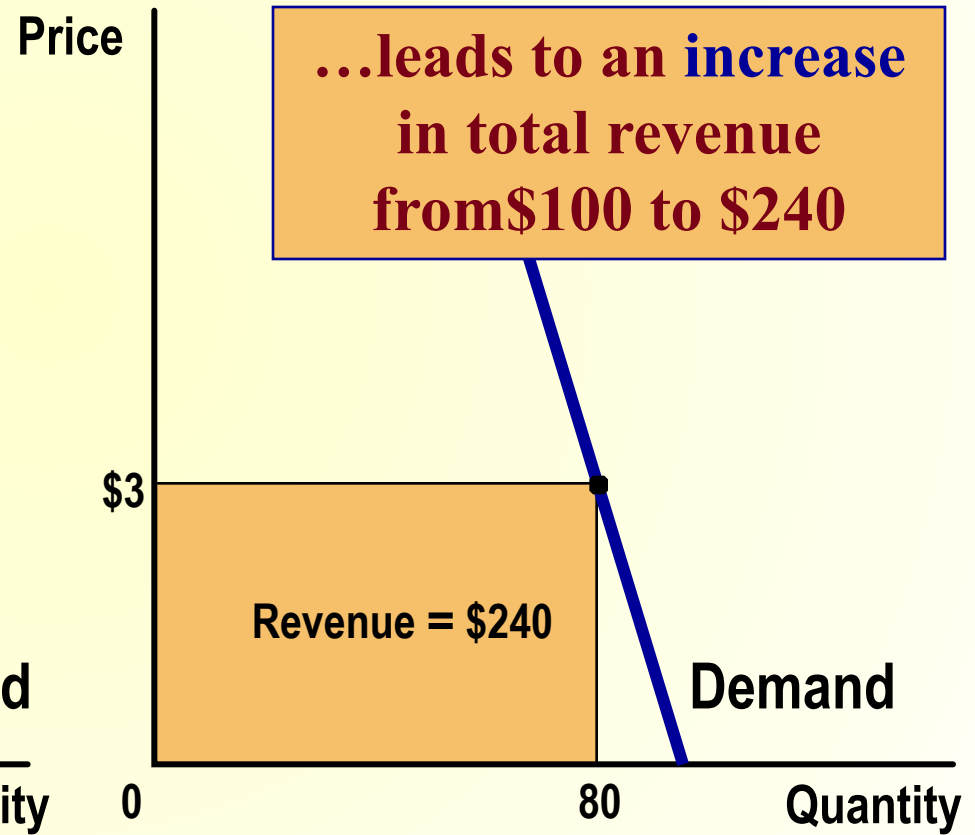 Price
…leads to an increase
in total revenue
from$100 to $240
$3
Revenue = $240
d
Demand
ity
0
80
Quantity